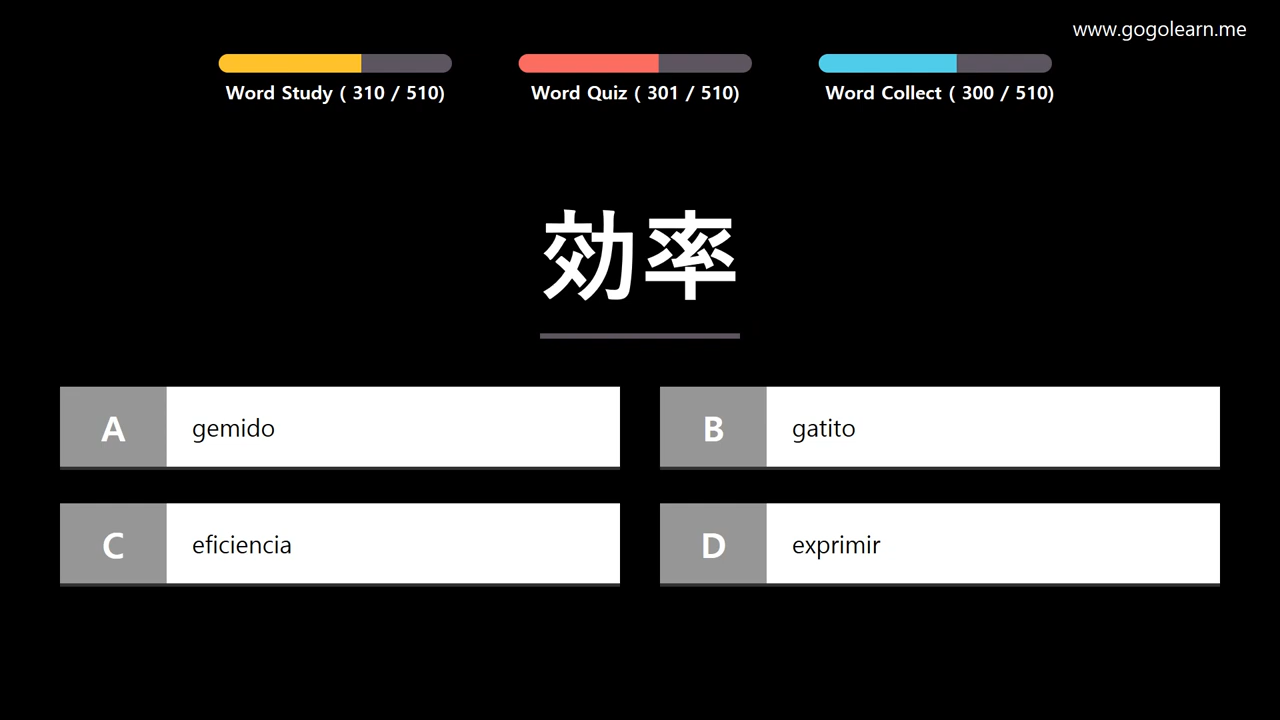 www.gogolearn.me
Word Study ( 310 / 510)
Word Quiz ( 301 / 510)
Word Collect ( 300 / 510)
効率
A gemido
B gatito
C eficiencia
D exprimir